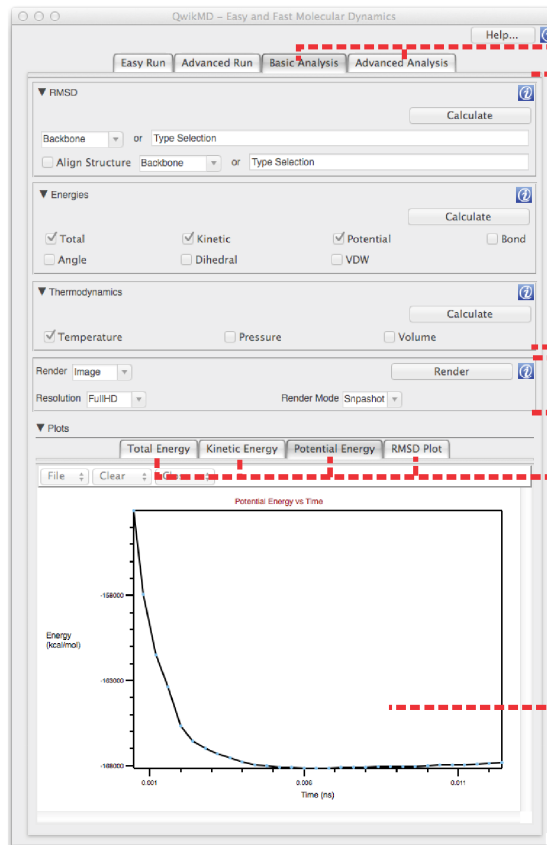 QwikMD – Easy and Fast Molecular Dynamics
Help...
Easy Run Advanced Run Basic Analysis Advanced Analysis
RMSD
Calculate
Backbone or Type Selection
Align Structure Backbone or Type Selection
Energies
Calculate
Total Kinetic Potential Bond
Angle Dihedral VDW
Thermodynamics
Calculate
Temperature Pressure Volume
Render Image Render
Resolution FullHD Render Mode Snpashot
Plots
Total Energy Kinetic Energy Potential Energy RMSD Plot
File Clear
Potential Energy vs Time
-158000
Energy
(kcal/mol)
-163000
-168000
0.001 0.006 0.011
Time (ns)